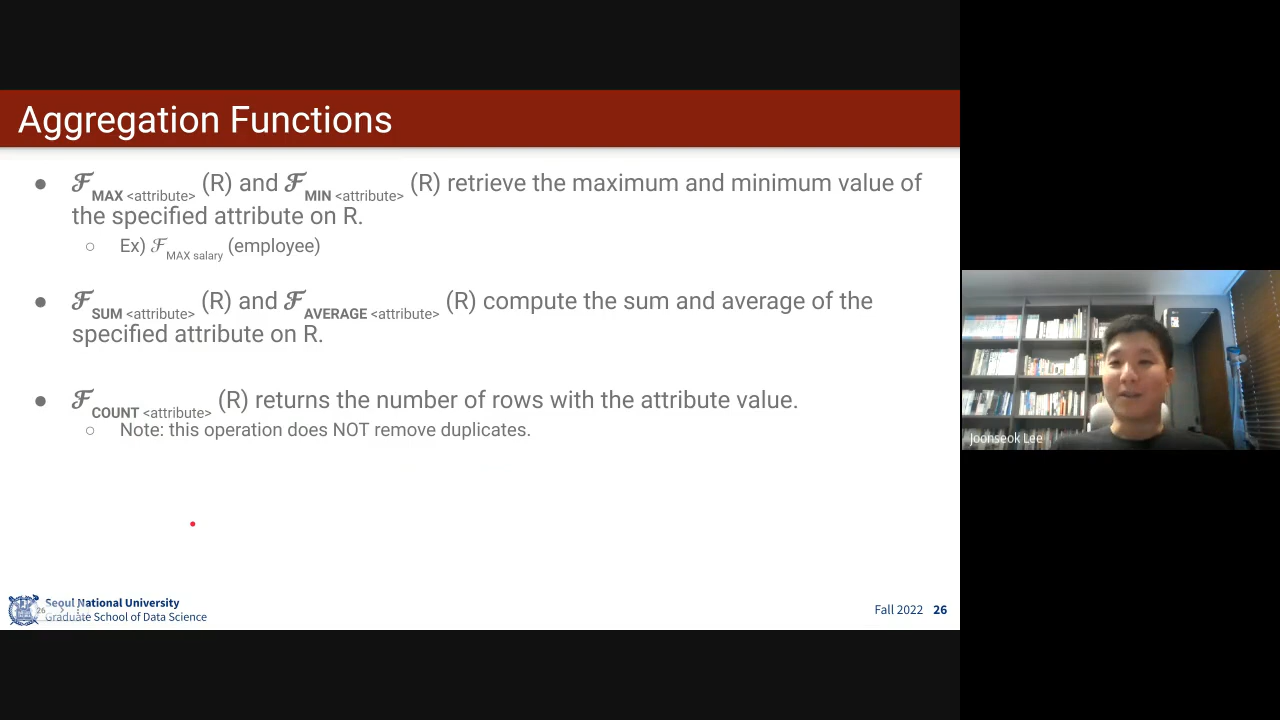 Aggregation Functions
● ℱ MAX <attribute> (R) and ℱ MIN <attribute> (R) retrieve the maximum and minimum value of
the specified attribute on R.
○ Ex) ℱ MAX salary (employee)
● ℱ SUM <attribute> (R) and ℱ AVERAGE <attribute> (R) compute the sum and average of the
specified attribute on R.
● ℱ COUNT <attribute> (R) returns the number of rows with the attribute value.
○ Note: this operation does NOT remove duplicates.
Joonseok Lee
26
Seoul National University
Graduate School of Data Science
Fall 2022 26